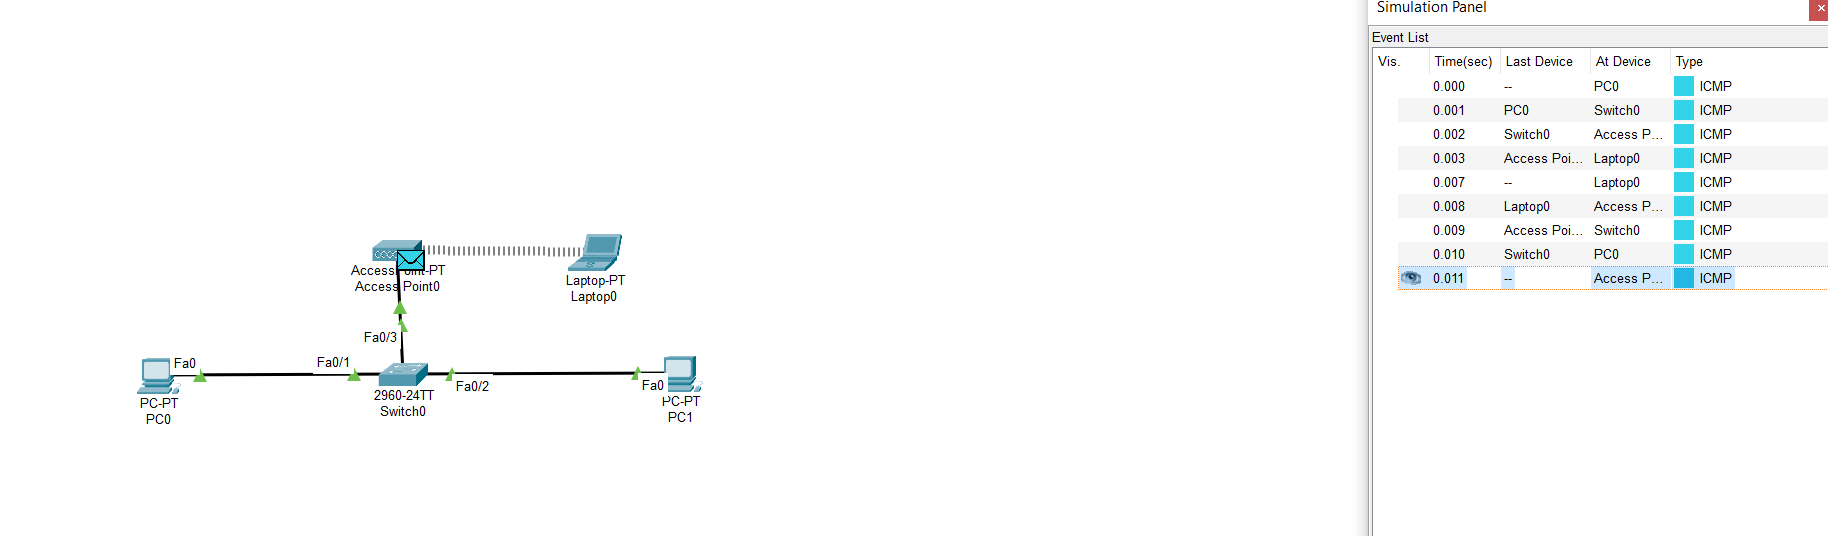 Simulation Panel
Event List
Vis. Time(sec) Last Device At Device Type
0.000 -- PC0 ICMP
0.001 PC0 Switch0 ICMP
0.002 Switch0 Access P... ICMP
0.003 Access Poi... Laptop0 ICMP
0.007 -- Laptop0 ICMP
0.008 Laptop0 Access P... ICMP
0.009 Access Poi... Switch0 ICMP
0.010 Switch0 PC0 ICMP
0.011 -- Access P... ICMP
Access oint-PT
Access Point0
Laptop-PT
Laptop0
Fa0/3
Fa0
Fa0/1
Fa0/2
Fa0
2960-24TT
Switch0
PC-PT
PC0
PC-PT
PC1